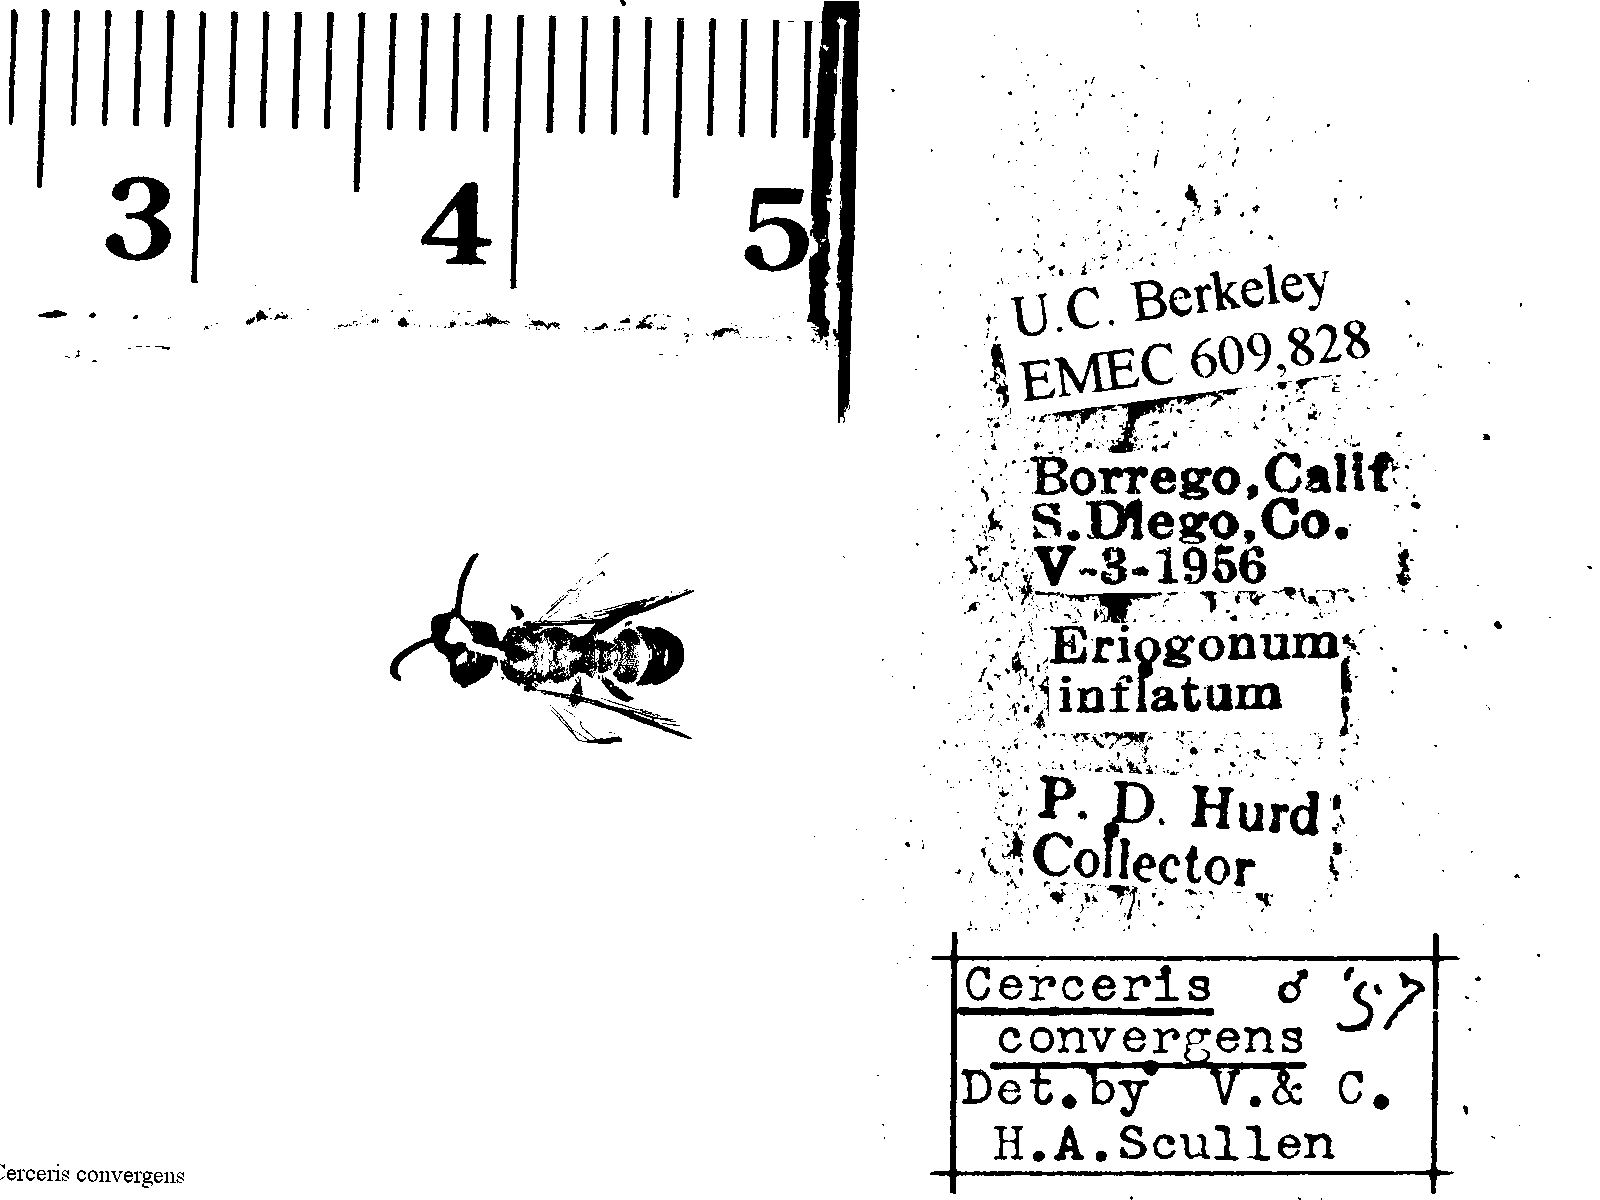 3 4 5
U.C. Berkeley
EMEC 609,828
Borrego, Calif
S. Diego, Co.
V-3-1956
Eriogonum
inflatum
P. D. Hurd
Collector
Cerceris ♂ '57
convergens
Det. by V. & C.
H.A.Scullen
Cerceris convergens